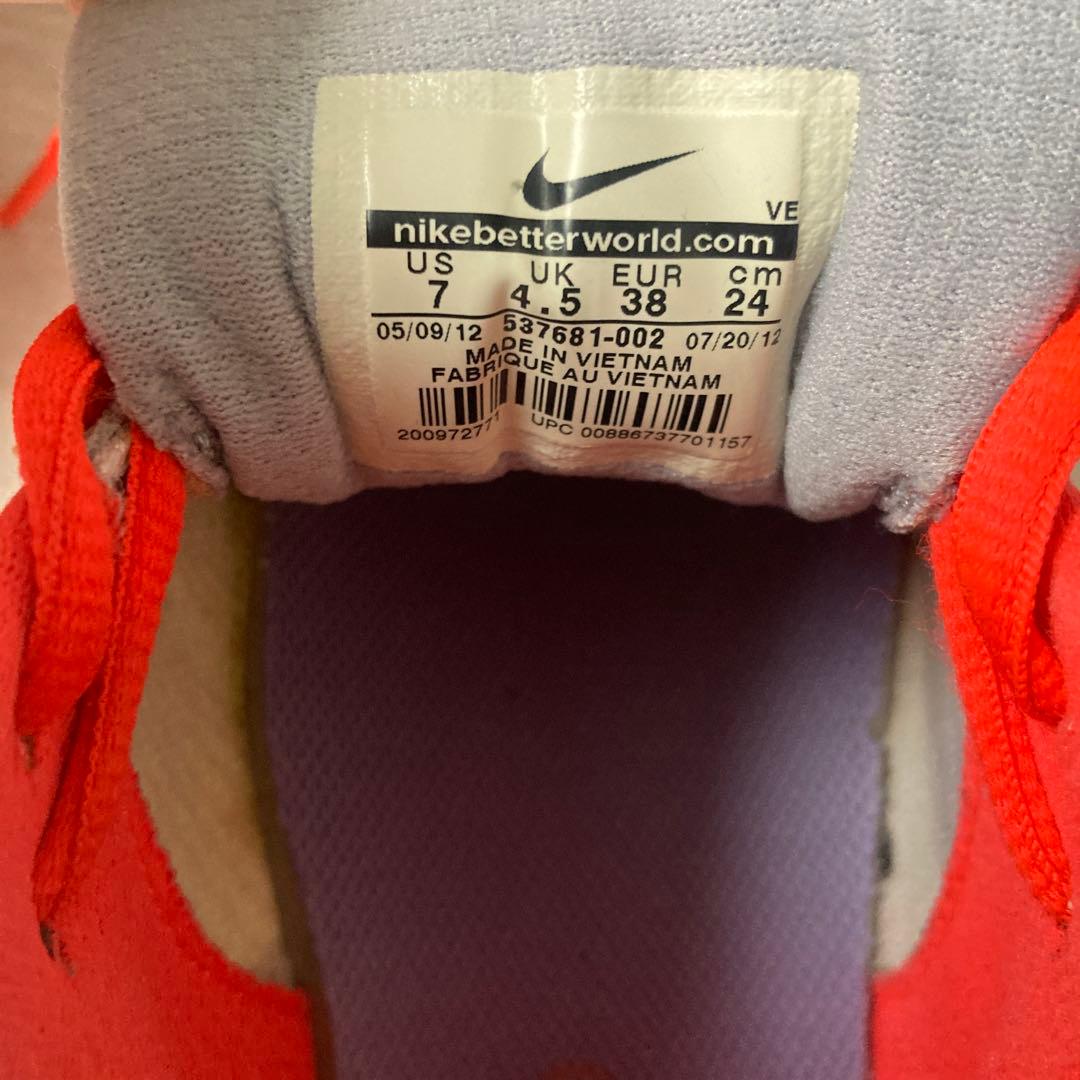 VE
nikebetterworld.com
US UK EUR cm
7 4.5 38 24
05/09/12 537681-002 07/20/12
MADE IN VIETNAM
FABRIQUE AU VIETNAM
UPC 00886737701157